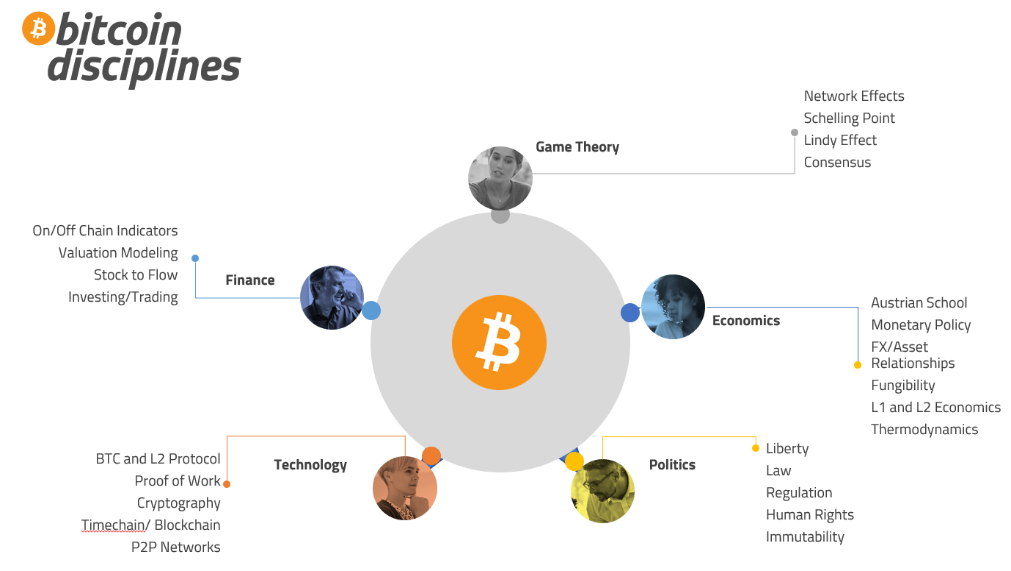 bitcoin
disciplines
Game Theory
Network Effects
Schelling Point
Lindy Effect
Consensus
On/Off Chain Indicators
Valuation Modeling
Stock to Flow
Investing/Trading
Finance
Economics
Austrian School
Monetary Policy
FX/Asset
Relationships
Fungibility
L1 and L2 Economics
Thermodynamics
BTC and L2 Protocol
Proof of Work
Cryptography
Timechain/ Blockchain
P2P Networks
Technology
Politics
Liberty
Law
Regulation
Human Rights
Immutability